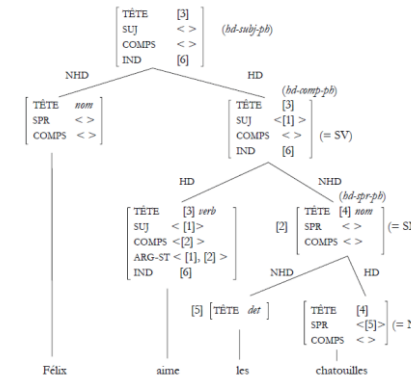 TÊTE [3]
SUJ < >
COMPS < >
IND [6]
(hd-subj-ph)
NHD HD
TÊTE nom
SPR < >
COMPS < >
(hd-comp-ph)
TÊTE [3]
SUJ <[1] >
COMPS < >
IND [6]
(= SV)
HD NHD
TÊTE [3] verb
SUJ < [1]>
COMPS <[2] >
ARG-ST < [1], [2] >
IND [6]
(hd-spr-ph)
[2]
TÊTE [4] nom
SPR < >
COMPS < >
NHD HD
[5] [TÊTE det ]
TÊTE [4]
SPR <[5]>
COMPS < >
Félix aime les chatouilles